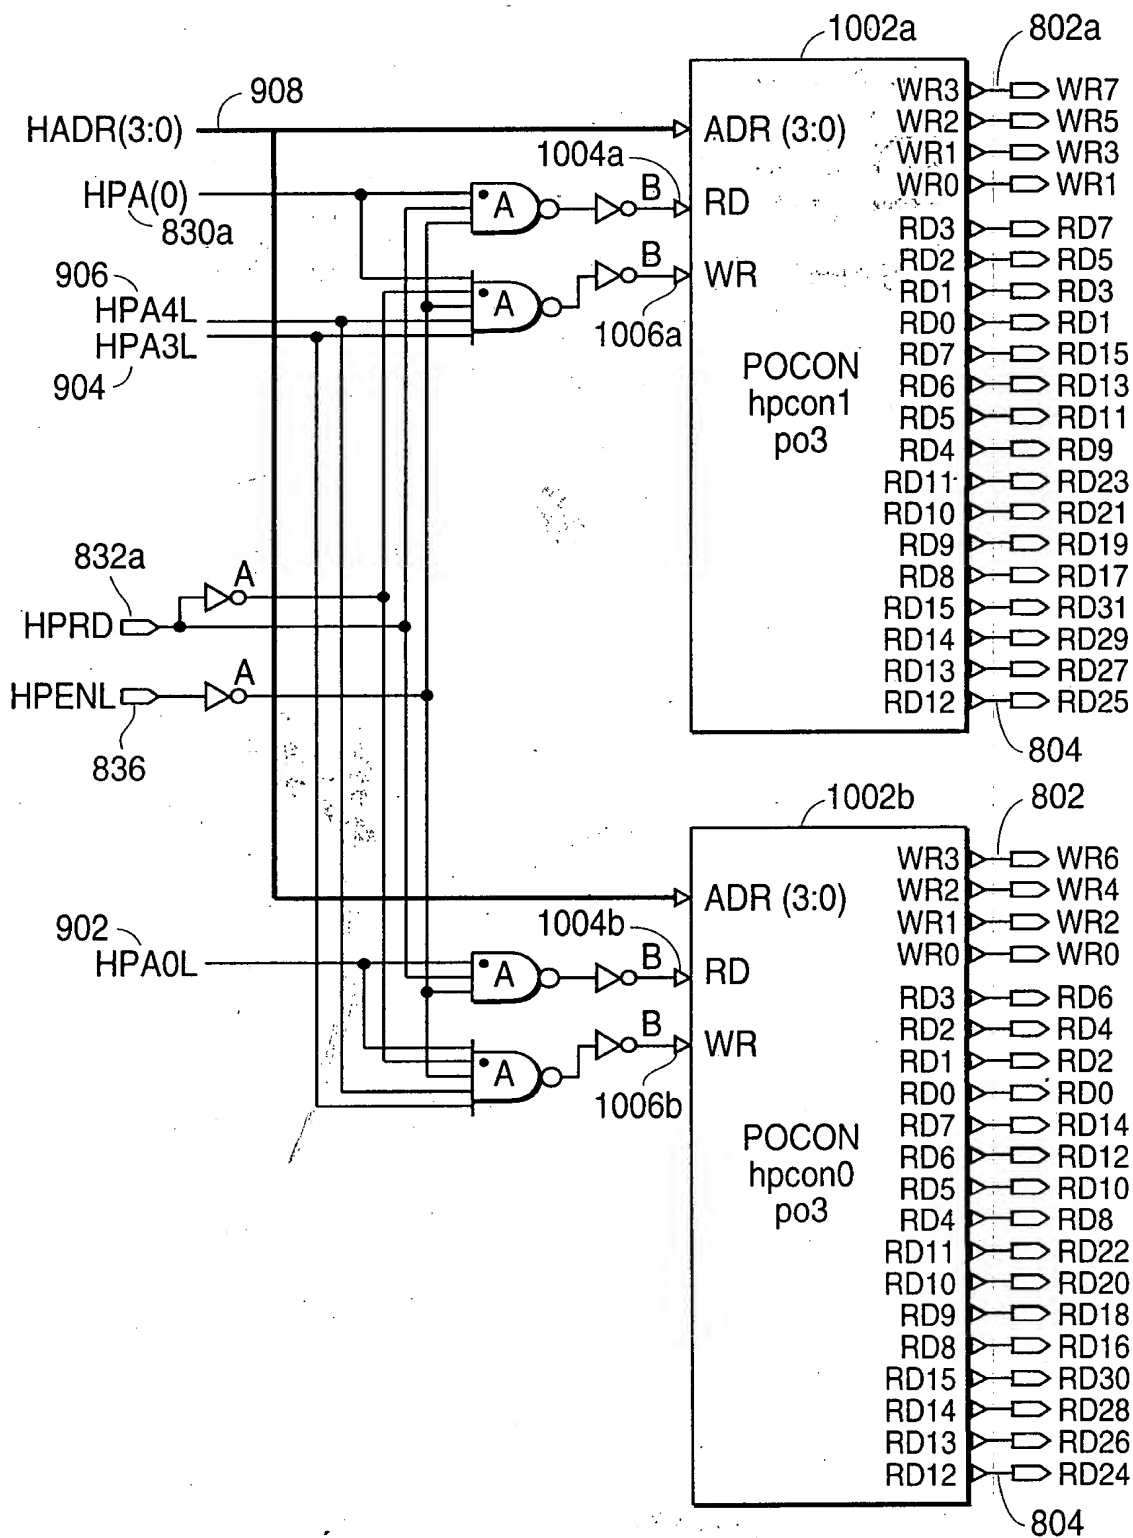 1002a
802a
908
HADR(3:0)
ADR (3:0)
WR3 WR7
WR2 WR5
WR1 WR3
WR0 WR1
1004a
HPA(0)
830a
A
B
RD
RD3 RD7
RD2 RD5
RD1 RD3
RD0 RD1
RD7 RD15
RD6 RD13
RD5 RD11
RD4 RD9
RD11 RD23
RD10 RD21
RD9 RD19
RD8 RD17
RD15 RD31
RD14 RD29
RD13 RD27
RD12 RD25
804
906
HPA4L
HPA3L
904
A
B
WR
1006a
POCON
hpcon1
po3
832a
HPRD
A
HPENL
836
A
1002b
802
ADR (3:0)
WR3 WR6
WR2 WR4
WR1 WR2
WR0 WR0
902
HPA0L
1004b
A
B
RD
A
B
WR
1006b
POCON
hpcon0
po3
RD3 RD6
RD2 RD4
RD1 RD2
RD0 RD0
RD7 RD14
RD6 RD12
RD5 RD10
RD4 RD8
RD11 RD22
RD10 RD20
RD9 RD18
RD8 RD16
RD15 RD30
RD14 RD28
RD13 RD26
RD12 RD24
804